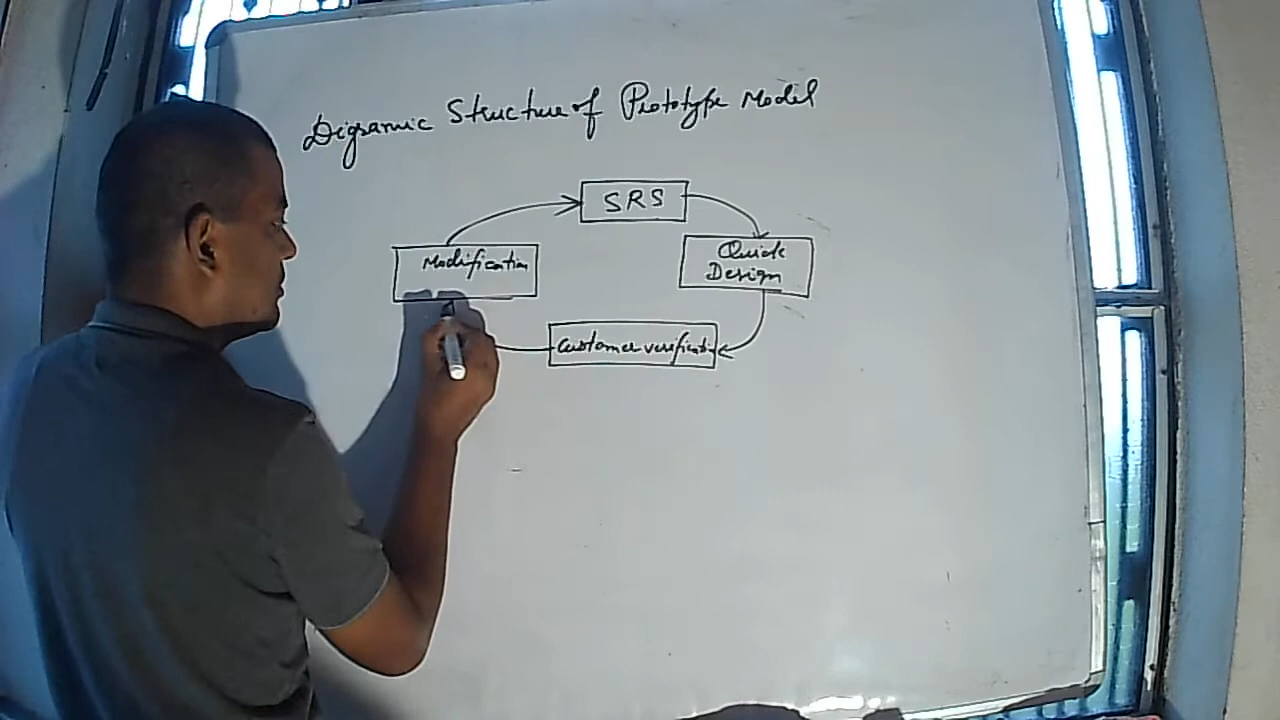 Digramic Structure of Prototype Model
SRS
Modification
Quick
Design
Customer verification